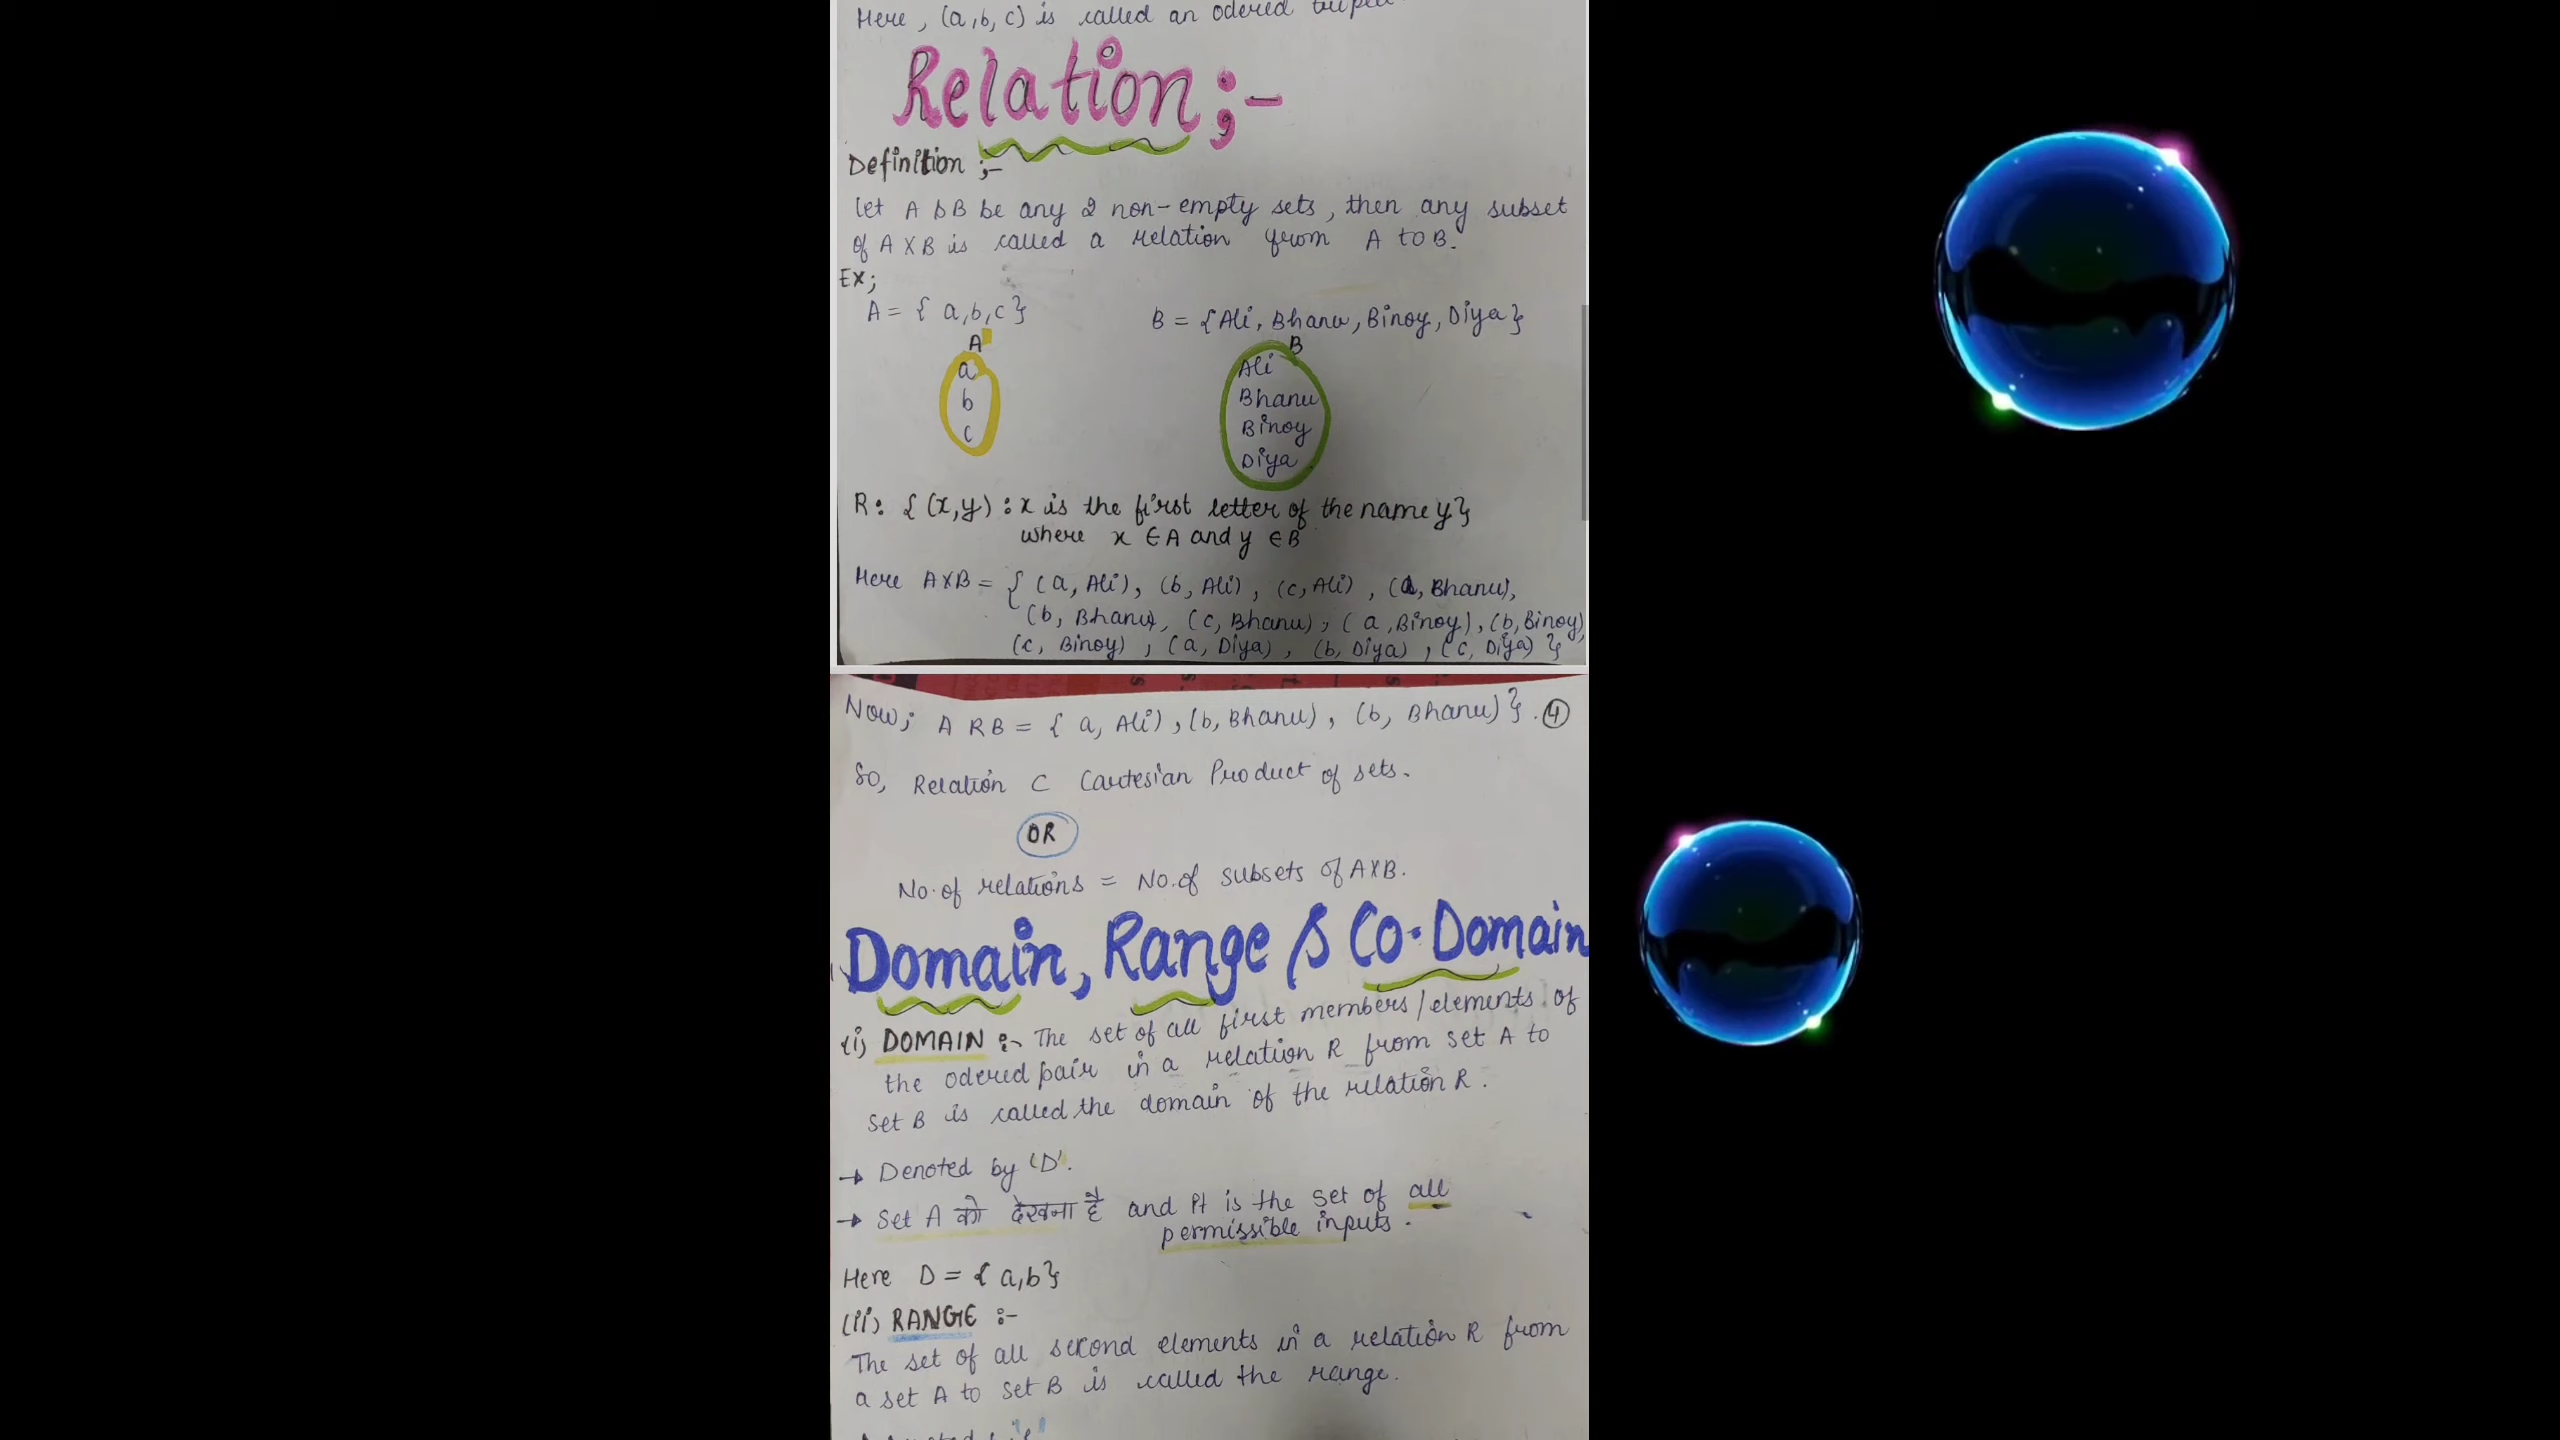 Here, (a,b,c) is called an odered
Relation;-
Definition ;-
Let A & B be any 2 non-empty sets, then any subset
of A X B is called a relation from A to B.
Ex;
A = { a,b,c}
B = {Ali, Bhanu, Binoy, Diya}
A
a
b
c
B
Ali
Bhanu
Binoy
Diya
R: {(x,y) : x is the first letter of the name y}
where x ∈ A and y ∈ B
Here AXB = { (a, Ali), (b, Ali), (c, Ali), (a, Bhanu),
(b, Bhanu), (c, Bhanu), (a, Binoy), (b, Binoy),
(c, Binoy), (a, Diya), (b, Diya), (c, Diya) }
Now; A R B = { a, Ali), (b, Bhanu), (b, Bhanu)}. 4
So, Relation C Cartesian Product of sets.
OR
No. of relations = No. of subsets of AXB.
Domain, Range & Co-Domain
(i) DOMAIN :- The set of all first members/elements of
the odered pair in a relation R from set A to
set B is called the domain of the relation R.
→ Denoted by 'D'.
→ Set A को देखना है and It is the set of all
permissible inputs.
Here D = { a,b}
(ii) RANGE :-
The set of all second elements in a relation R from
a set A to set B is called the range.